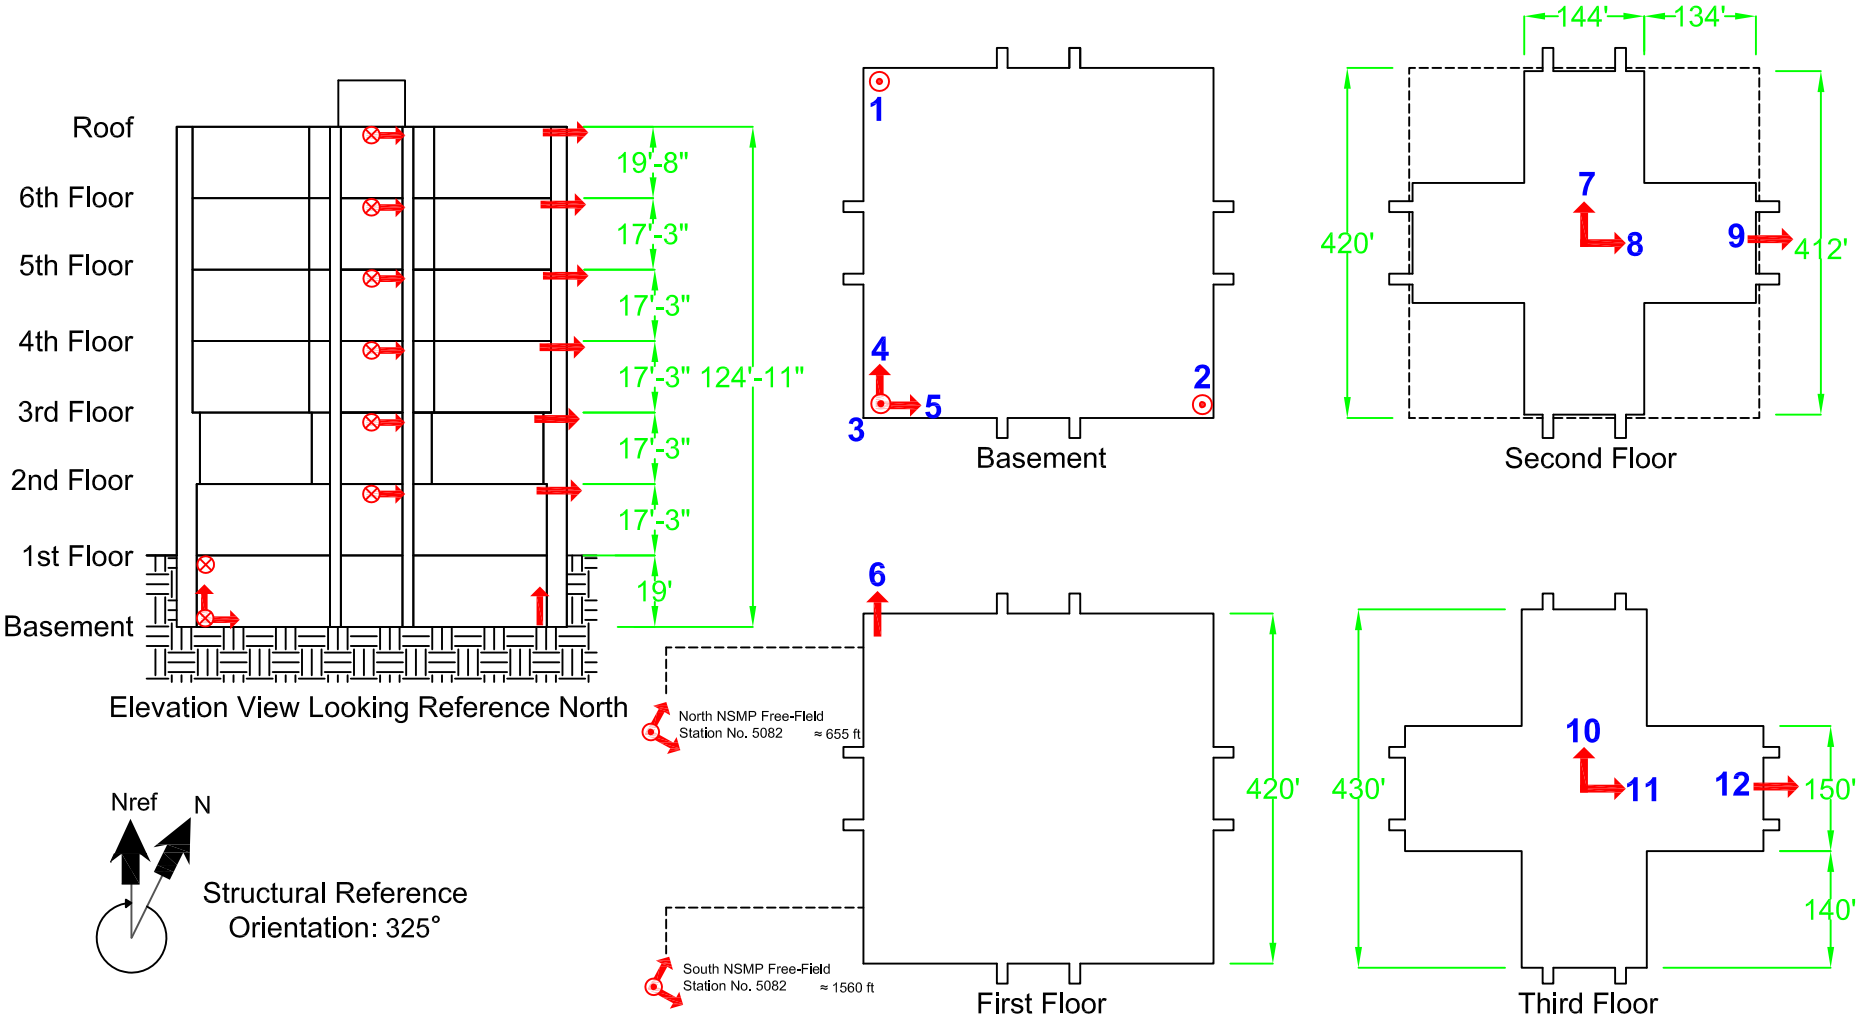 Roof
6th Floor
5th Floor
4th Floor
3rd Floor
2nd Floor
1st Floor
Basement
19'-8"
17'-3"
17'-3"
17'-3"
17'-3"
17'-3"
19'
124'-11"
Elevation View Looking Reference North
Nref
N
Structural Reference
Orientation: 325°
1
2
3
4
5
Basement
144'
134'
420'
412'
7
8
9
Second Floor
6
420'
North NSMP Free-Field
Station No. 5082 ≈ 655 ft
South NSMP Free-Field
Station No. 5082 ≈ 1560 ft
First Floor
430'
150'
140'
10
11
12
Third Floor